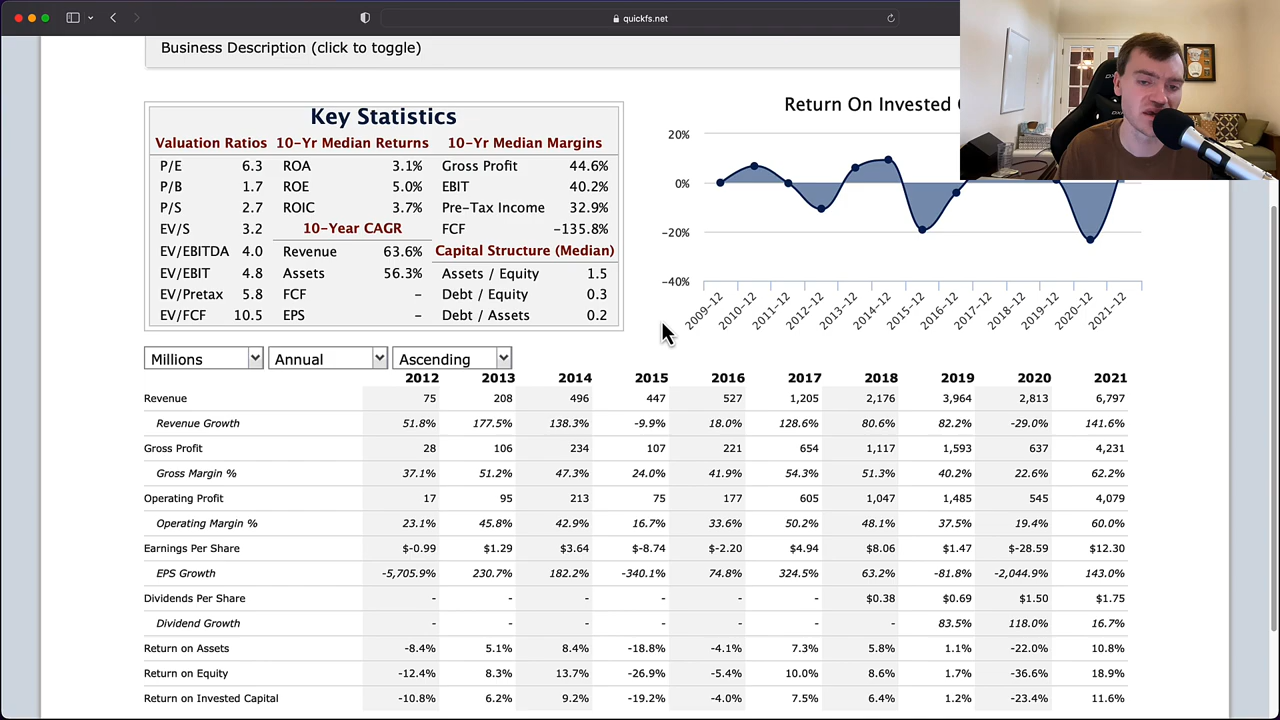 quickfs.net
Business Description (click to toggle)
Key Statistics
Valuation Ratios 10-Yr Median Returns 10-Yr Median Margins
P/E 6.3 ROA 3.1% Gross Profit 44.6%
P/B 1.7 ROE 5.0% EBIT 40.2%
P/S 2.7 ROIC 3.7% Pre-Tax Income 32.9%
EV/S 3.2 10-Year CAGR FCF -135.8%
EV/EBITDA 4.0 Revenue 63.6% Capital Structure (Median)
EV/EBIT 4.8 Assets 56.3% Assets / Equity 1.5
EV/Pretax 5.8 FCF - Debt / Equity 0.3
EV/FCF 10.5 EPS - Debt / Assets 0.2
Return On Invested
20%
0%
-20%
-40%
2009-12 2010-12 2011-12 2012-12 2013-12 2014-12 2015-12 2016-12 2017-12 2018-12 2019-12 2020-12 2021-12
Millions Annual Ascending
2012 2013 2014 2015 2016 2017 2018 2019 2020 2021
Revenue 75 208 496 447 527 1,205 2,176 3,964 2,813 6,797
Revenue Growth 51.8% 177.5% 138.3% -9.9% 18.0% 128.6% 80.6% 82.2% -29.0% 141.6%
Gross Profit 28 106 234 107 221 654 1,117 1,593 637 4,231
Gross Margin % 37.1% 51.2% 47.3% 24.0% 41.9% 54.3% 51.3% 40.2% 22.6% 62.2%
Operating Profit 17 95 213 75 177 605 1,047 1,485 545 4,079
Operating Margin % 23.1% 45.8% 42.9% 16.7% 33.6% 50.2% 48.1% 37.5% 19.4% 60.0%
Earnings Per Share $-0.99 $1.29 $3.64 $-8.74 $-2.20 $4.94 $8.06 $1.47 $-28.59 $12.30
EPS Growth -5,705.9% 230.7% 182.2% -340.1% 74.8% 324.5% 63.2% -81.8% -2,044.9% 143.0%
Dividends Per Share - - - - - - $0.38 $0.69 $1.50 $1.75
Dividend Growth - - - - - - - 83.5% 118.0% 16.7%
Return on Assets -8.4% 5.1% 8.4% -18.8% -4.1% 7.3% 5.8% 1.1% -22.0% 10.8%
Return on Equity -12.4% 8.3% 13.7% -26.9% -5.4% 10.0% 8.6% 1.7% -36.6% 18.9%
Return on Invested Capital -10.8% 6.2% 9.2% -19.2% -4.0% 7.5% 6.4% 1.2% -23.4% 11.6%